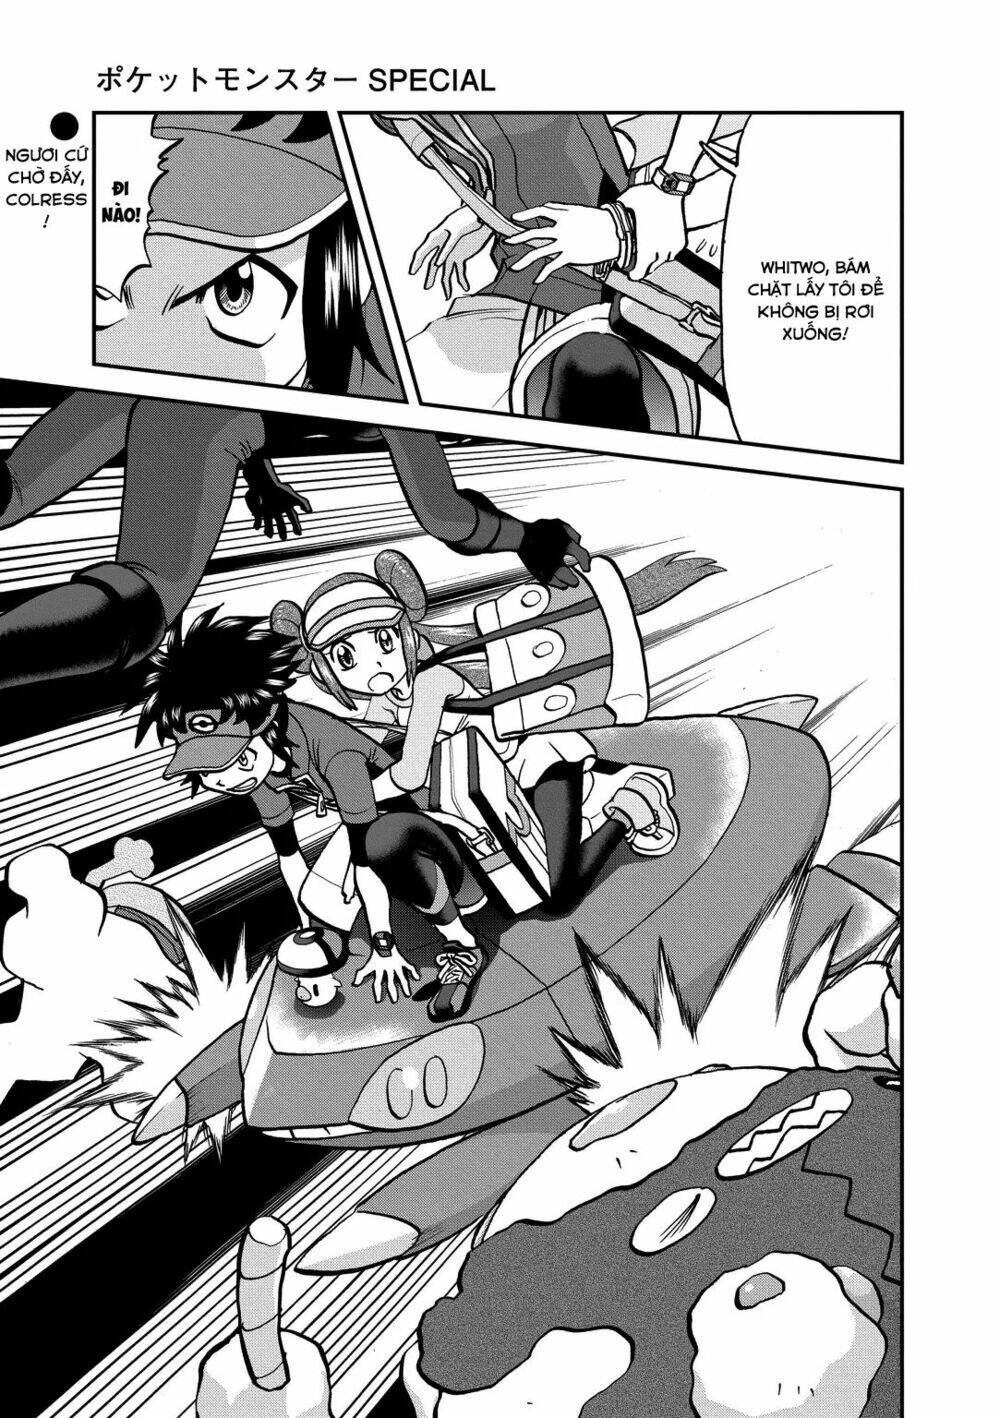 ポケットモンスター SPECIAL
WHITWO, BÁM
CHẶT LẤY TÔI ĐỂ
KHÔNG BỊ RƠI
XUỐNG!
ĐI
NÀO!
NGƯƠI CỨ
CHỜ ĐẤY,
COLRESS
!